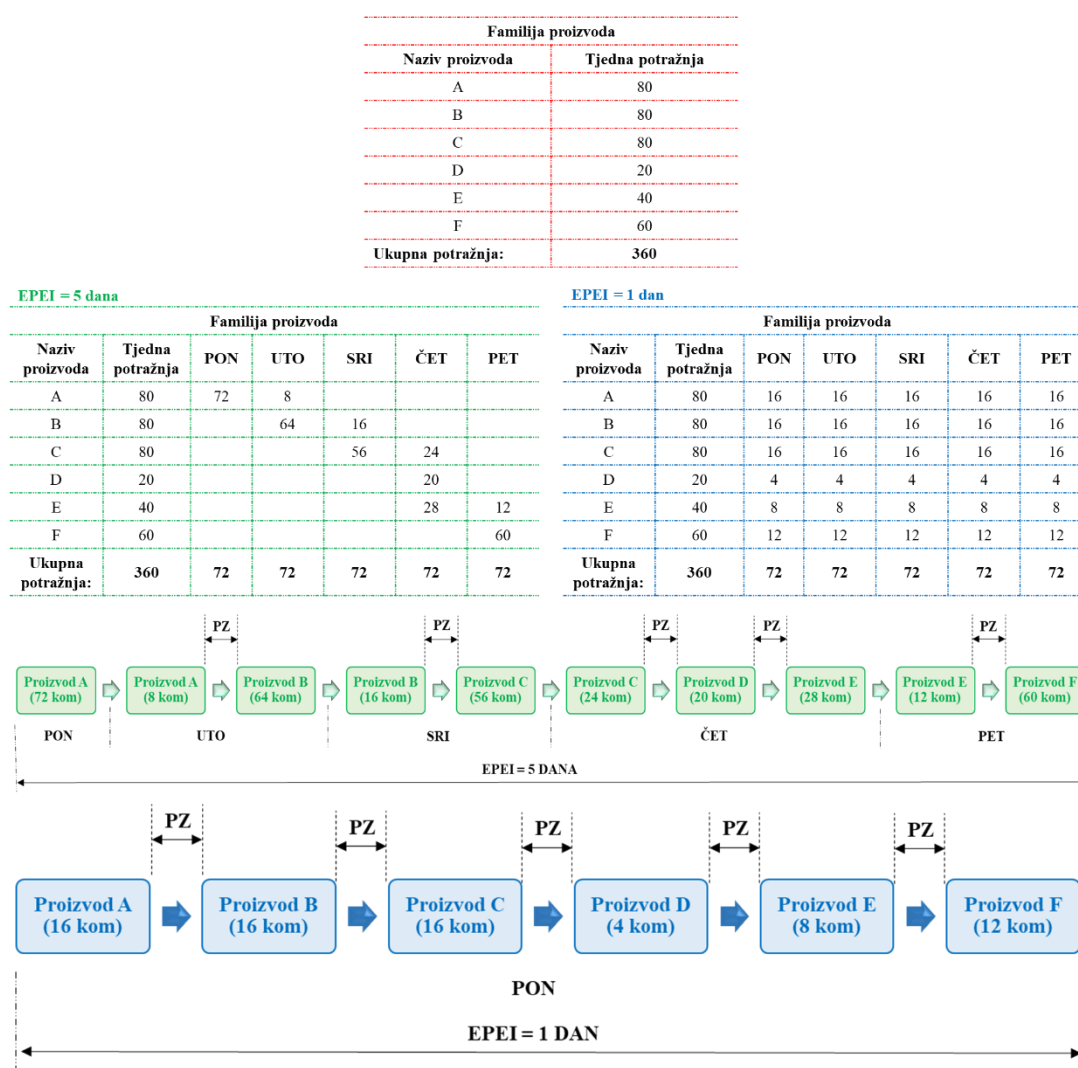 Familija proizvoda
Naziv proizvoda Tjedna potražnja
A 80
B 80
C 80
D 20
E 40
F 60
Ukupna potražnja: 360
EPEI = 5 dana
Familija proizvoda
Naziv Tjedna PON UTO SRI ČET PET
proizvoda potražnja
A 80 72 8
B 80 64 16
C 80 56 24
D 20 20
E 40 28 12
F 60 60
Ukupna
potražnja: 360 72 72 72 72 72
EPEI = 1 dan
Familija proizvoda
Naziv Tjedna PON UTO SRI ČET PET
proizvoda potražnja
A 80 16 16 16 16 16
B 80 16 16 16 16 16
C 80 16 16 16 16 16
D 20 4 4 4 4 4
E 40 8 8 8 8 8
F 60 12 12 12 12 12
Ukupna
potražnja: 360 72 72 72 72 72
PZ PZ PZ PZ PZ
Proizvod A Proizvod A Proizvod B Proizvod B Proizvod C Proizvod C Proizvod D Proizvod E Proizvod E Proizvod F
(72 kom) (8 kom) (64 kom) (16 kom) (56 kom) (24 kom) (20 kom) (28 kom) (12 kom) (60 kom)
PON UTO SRI ČET PET
EPEI = 5 DANA
PZ PZ PZ PZ PZ
Proizvod A Proizvod B Proizvod C Proizvod D Proizvod E Proizvod F
(16 kom) (16 kom) (16 kom) (4 kom) (8 kom) (12 kom)
PON
EPEI = 1 DAN